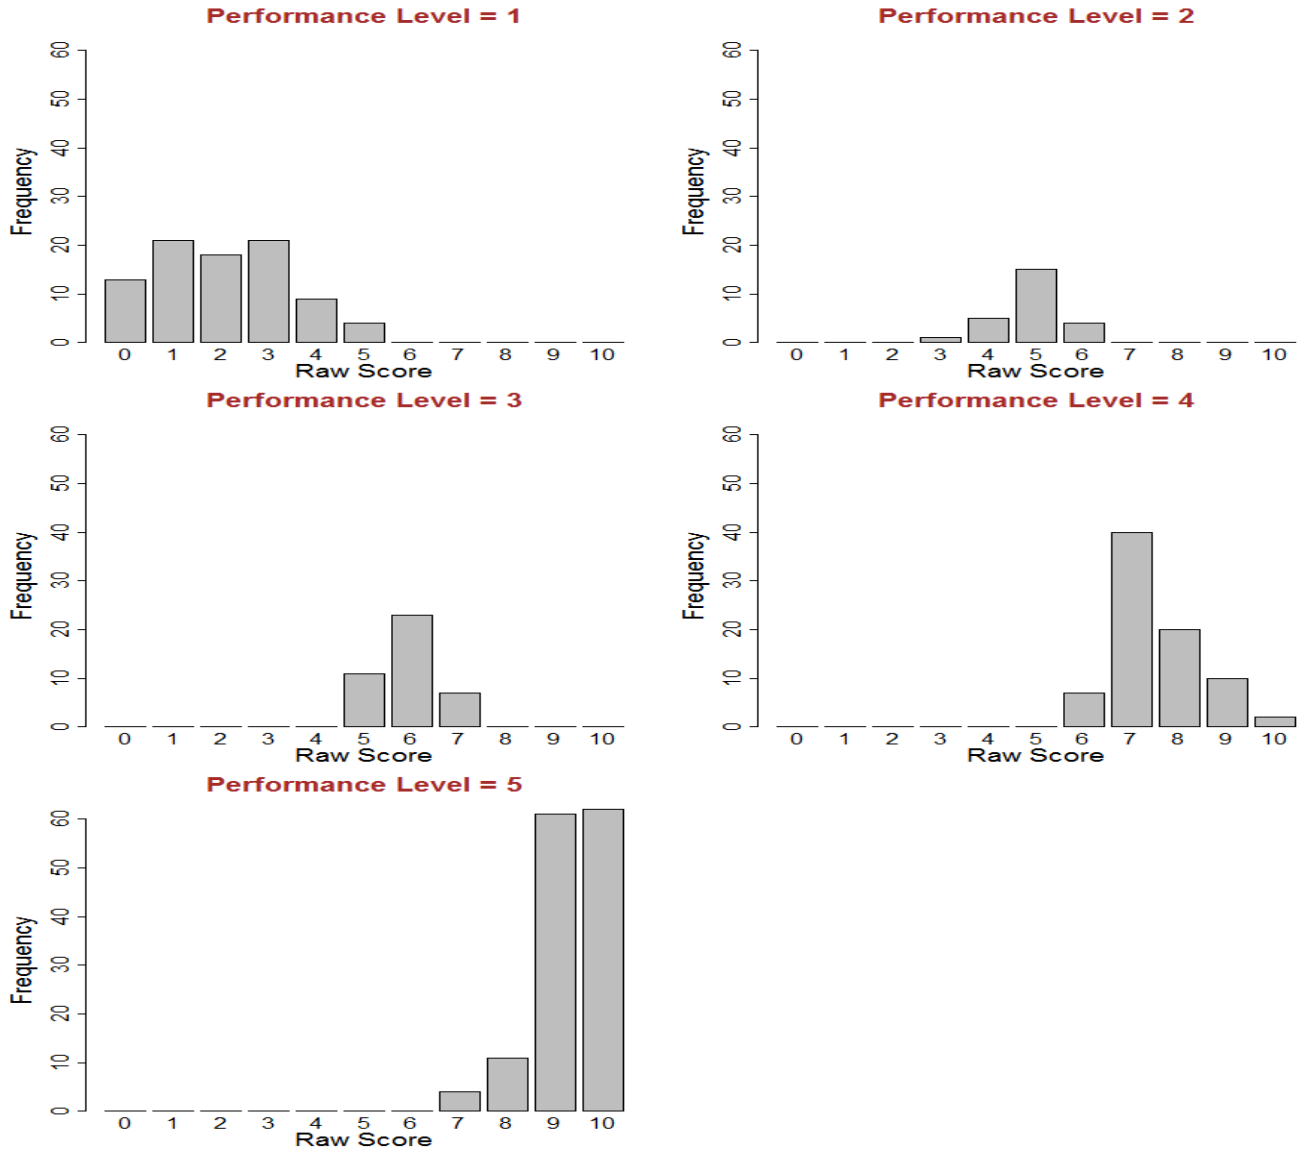 Performance Level = 1
60
50
40
30
20
10
0
Frequency
0 1 2 3 4 5 6 7 8 9 10
Raw Score
Performance Level = 2
60
50
40
30
20
10
0
Frequency
0 1 2 3 4 5 6 7 8 9 10
Raw Score
Performance Level = 3
60
50
40
30
20
10
0
Frequency
0 1 2 3 4 5 6 7 8 9 10
Raw Score
Performance Level = 4
60
50
40
30
20
10
0
Frequency
0 1 2 3 4 5 6 7 8 9 10
Raw Score
Performance Level = 5
60
50
40
30
20
10
0
Frequency
0 1 2 3 4 5 6 7 8 9 10
Raw Score